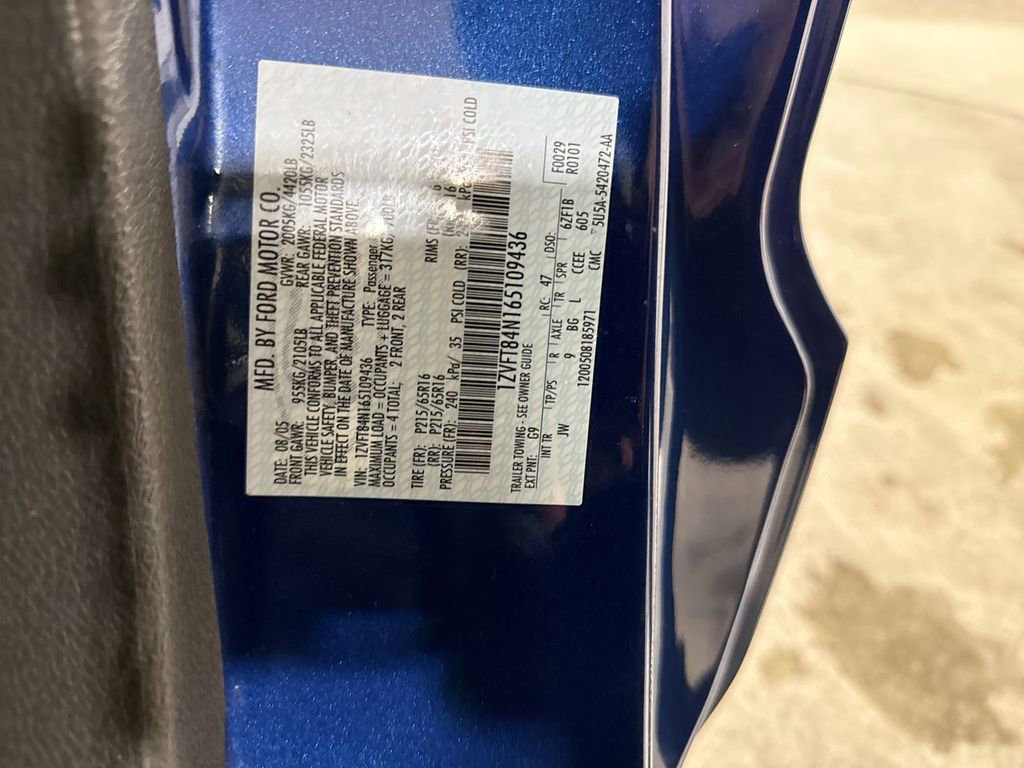 MFD. BY FORD MOTOR CO.
DATE: 08/05 GVWR: 2005KG/4420LB
FRONT GAWR: 955KG/2105LB REAR GAWR: 1055KG/2325LB
THIS VEHICLE CONFORMS TO ALL APPLICABLE FEDERAL MOTOR
VEHICLE SAFETY, BUMPER, AND THEFT PREVENTION STANDARDS
IN EFFECT ON THE DATE OF MANUFACTURE SHOWN ABOVE.
VIN: 1ZVFT84N165109436 TYPE: Passenger
MAXIMUM LOAD = OCCUPANTS + LUGGAGE = 317KG/
OCCUPANTS = 4 TOTAL: 2 FRONT, 2 REAR
TIRE (FR): P215/65R16 RIMS (FR):
(RR): P215/65R16
PRESSURE (FR): 240 kPa/ 35 PSI COLD (RR): kPa PSI COLD
1ZVFT84N165109436
TRAILER TOWING - SEE OWNER GUIDE
EXT PNT: G9 RC: 47 DSO: F0029
R0101
INT TR TP/PS R AXLE TR SPR 6ZF1B
JW 9 BG L CCEE 605
120050818597 1 CMC 5U5A-5420472-AA